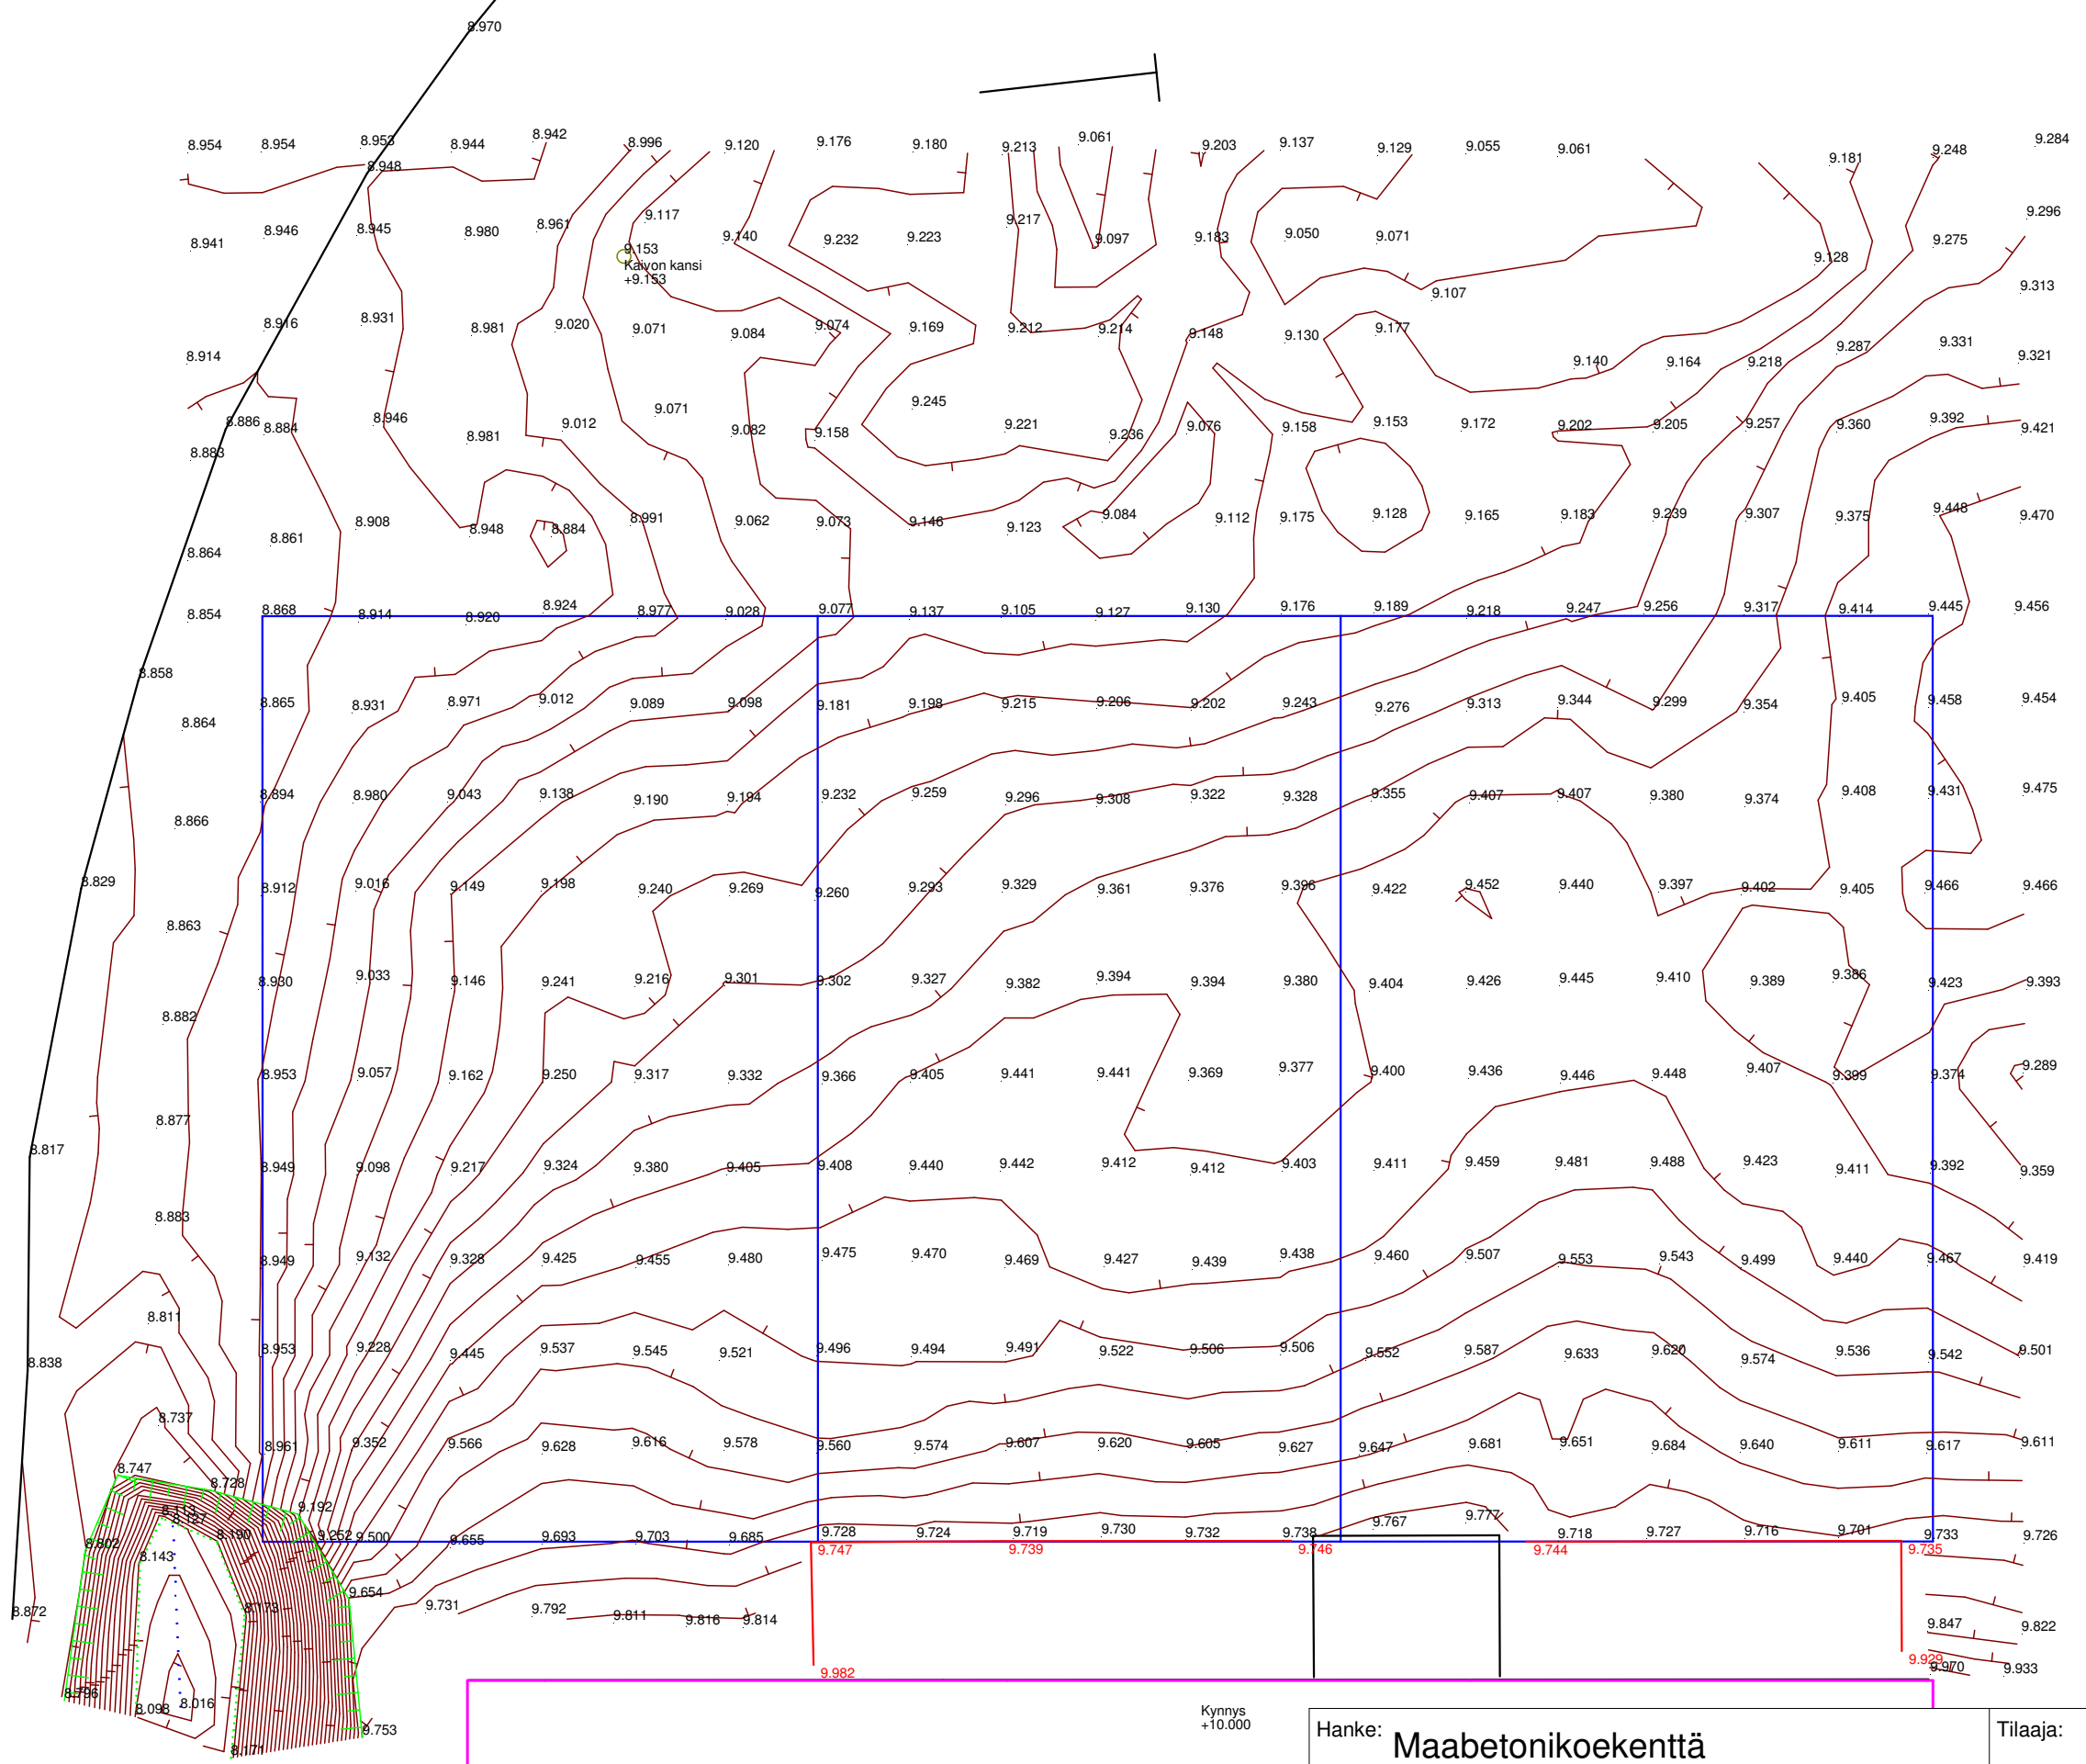 8.970
8.954 8.954 8.953 8.944 8.942 8.996 9.120 9.176 9.180 9.213 9.061 9.203 9.137 9.129 9.055 9.061 9.181 9.248 9.284
8.948
8.941 8.946 8.945 8.980 8.961 9.117 9.140 9.232 9.223 9.217 9.097 9.183 9.050 9.071 9.128 9.275 9.296
9.153
Kaivon kansi
+9.153
9.107 9.313
8.914 8.916 8.931 8.981 9.020 9.071 9.084 9.074 9.169 9.212 9.214 9.148 9.130 9.177 9.140 9.164 9.218 9.287 9.331 9.321
8.883 8.886 8.884 8.946 8.981 9.012 9.071 9.082 9.158 9.245 9.221 9.236 9.076 9.158 9.153 9.172 9.202 9.205 9.257 9.360 9.392 9.421
8.864 8.861 8.908 8.948 8.884 8.991 9.062 9.073 9.146 9.123 9.084 9.112 9.175 9.128 9.165 9.183 9.239 9.307 9.375 9.448 9.470
8.854 8.868 8.914 8.920 8.924 8.977 9.028 9.077 9.137 9.105 9.127 9.130 9.176 9.189 9.218 9.247 9.256 9.317 9.414 9.445 9.456
8.858
8.864 8.865 8.931 8.971 9.012 9.089 9.098 9.181 9.198 9.215 9.206 9.202 9.243 9.276 9.313 9.344 9.299 9.354 9.405 9.458 9.454
8.866 8.894 8.980 9.043 9.138 9.190 9.194 9.232 9.259 9.296 9.308 9.322 9.328 9.355 9.407 9.407 9.380 9.374 9.408 9.431 9.475
8.829 8.912 9.016 9.149 9.198 9.240 9.269 9.260 9.293 9.329 9.361 9.376 9.396 9.422 9.452 9.440 9.397 9.402 9.405 9.466 9.466
8.863
8.930 9.033 9.146 9.241 9.216 9.301 9.302 9.327 9.382 9.394 9.394 9.380 9.404 9.426 9.445 9.410 9.389 9.386 9.423 9.393
8.882
8.953 9.057 9.162 9.250 9.317 9.332 9.366 9.405 9.441 9.441 9.369 9.377 9.400 9.436 9.446 9.448 9.407 9.399 9.374 9.289
8.877
8.817 8.949 9.098 9.217 9.324 9.380 9.405 9.408 9.440 9.442 9.412 9.412 9.403 9.411 9.459 9.481 9.488 9.423 9.411 9.392 9.359
8.883
8.949 9.132 9.328 9.425 9.455 9.480 9.475 9.470 9.469 9.427 9.439 9.438 9.460 9.507 9.553 9.543 9.499 9.440 9.467 9.419
8.811
8.838 8.953 9.228 9.445 9.537 9.545 9.521 9.496 9.494 9.491 9.522 9.506 9.506 9.552 9.587 9.633 9.620 9.574 9.536 9.542 9.501
8.737
8.961 9.352 9.566 9.628 9.616 9.578 9.560 9.574 9.607 9.620 9.605 9.627 9.647 9.681 9.651 9.684 9.640 9.611 9.617 9.611
8.747 8.728
8.113 8.127 9.192 9.767 9.777
8.802 8.190 9.252 9.500 9.655 9.693 9.703 9.685 9.728 9.724 9.719 9.730 9.732 9.738 9.718 9.727 9.716 9.701 9.733 9.726
8.143 9.747 9.739 9.746 9.744 9.735
8.872 8.173 9.654 9.731 9.792 9.811 9.816 9.814 9.847 9.822
8.796 9.982 9.929 9.970 9.933
8.098 8.016
8.171 9.753
Kynnys
+10.000
Hanke: Maabetonikoekenttä Tilaaja: